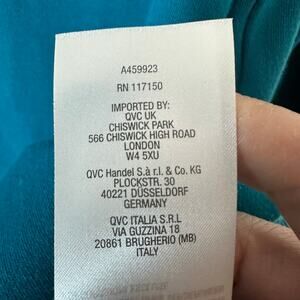 A459923
RN 117150
IMPORTED BY:
QVC UK
CHISWICK PARK
566 CHISWICK HIGH ROAD
LONDON
W4 5XU
QVC Handel S.à r.l. & Co. KG
PLOCKSTR. 30
40221 DÜSSELDORF
GERMANY
QVC ITALIA S.R.L
VIA GUZZINA 18
20861 BRUGHERIO (MB)
ITALY